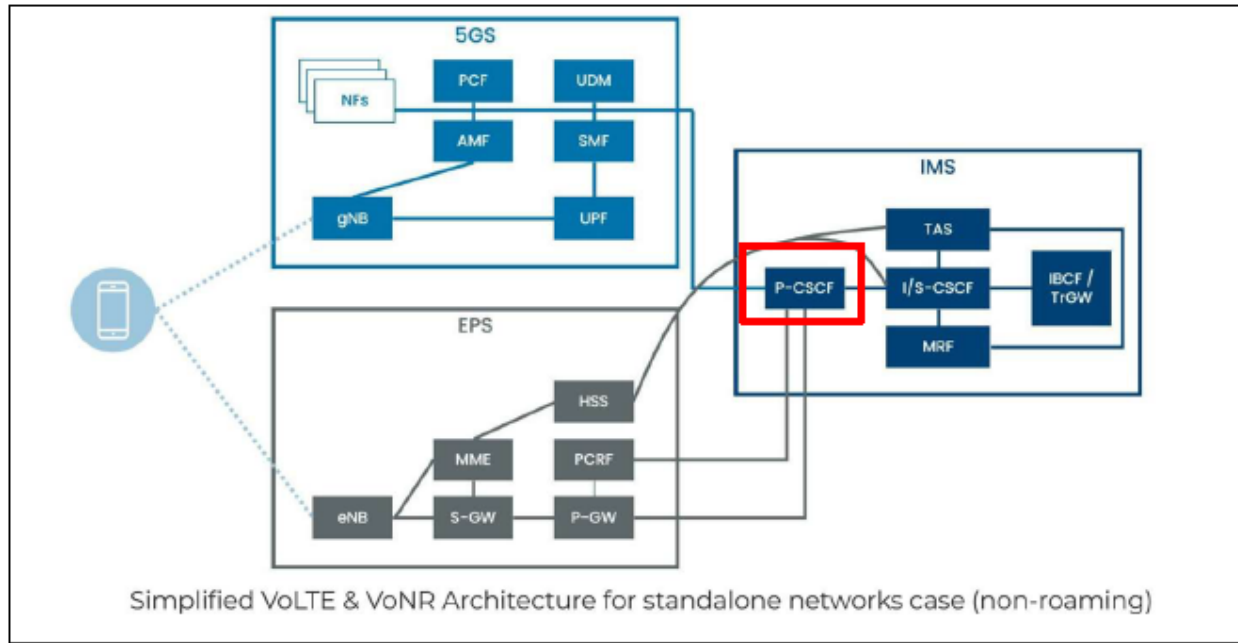 5GS
PCF
UDM
NFs
AMF
SMF
gNB
UPF
IMS
TAS
P-CSCF
I/S-CSCF
IBCF /
TrGW
MRF
EPS
HSS
MME
PCRF
eNB
S-GW
P-GW
Simplified VoLTE & VoNR Architecture for standalone networks case (non-roaming)